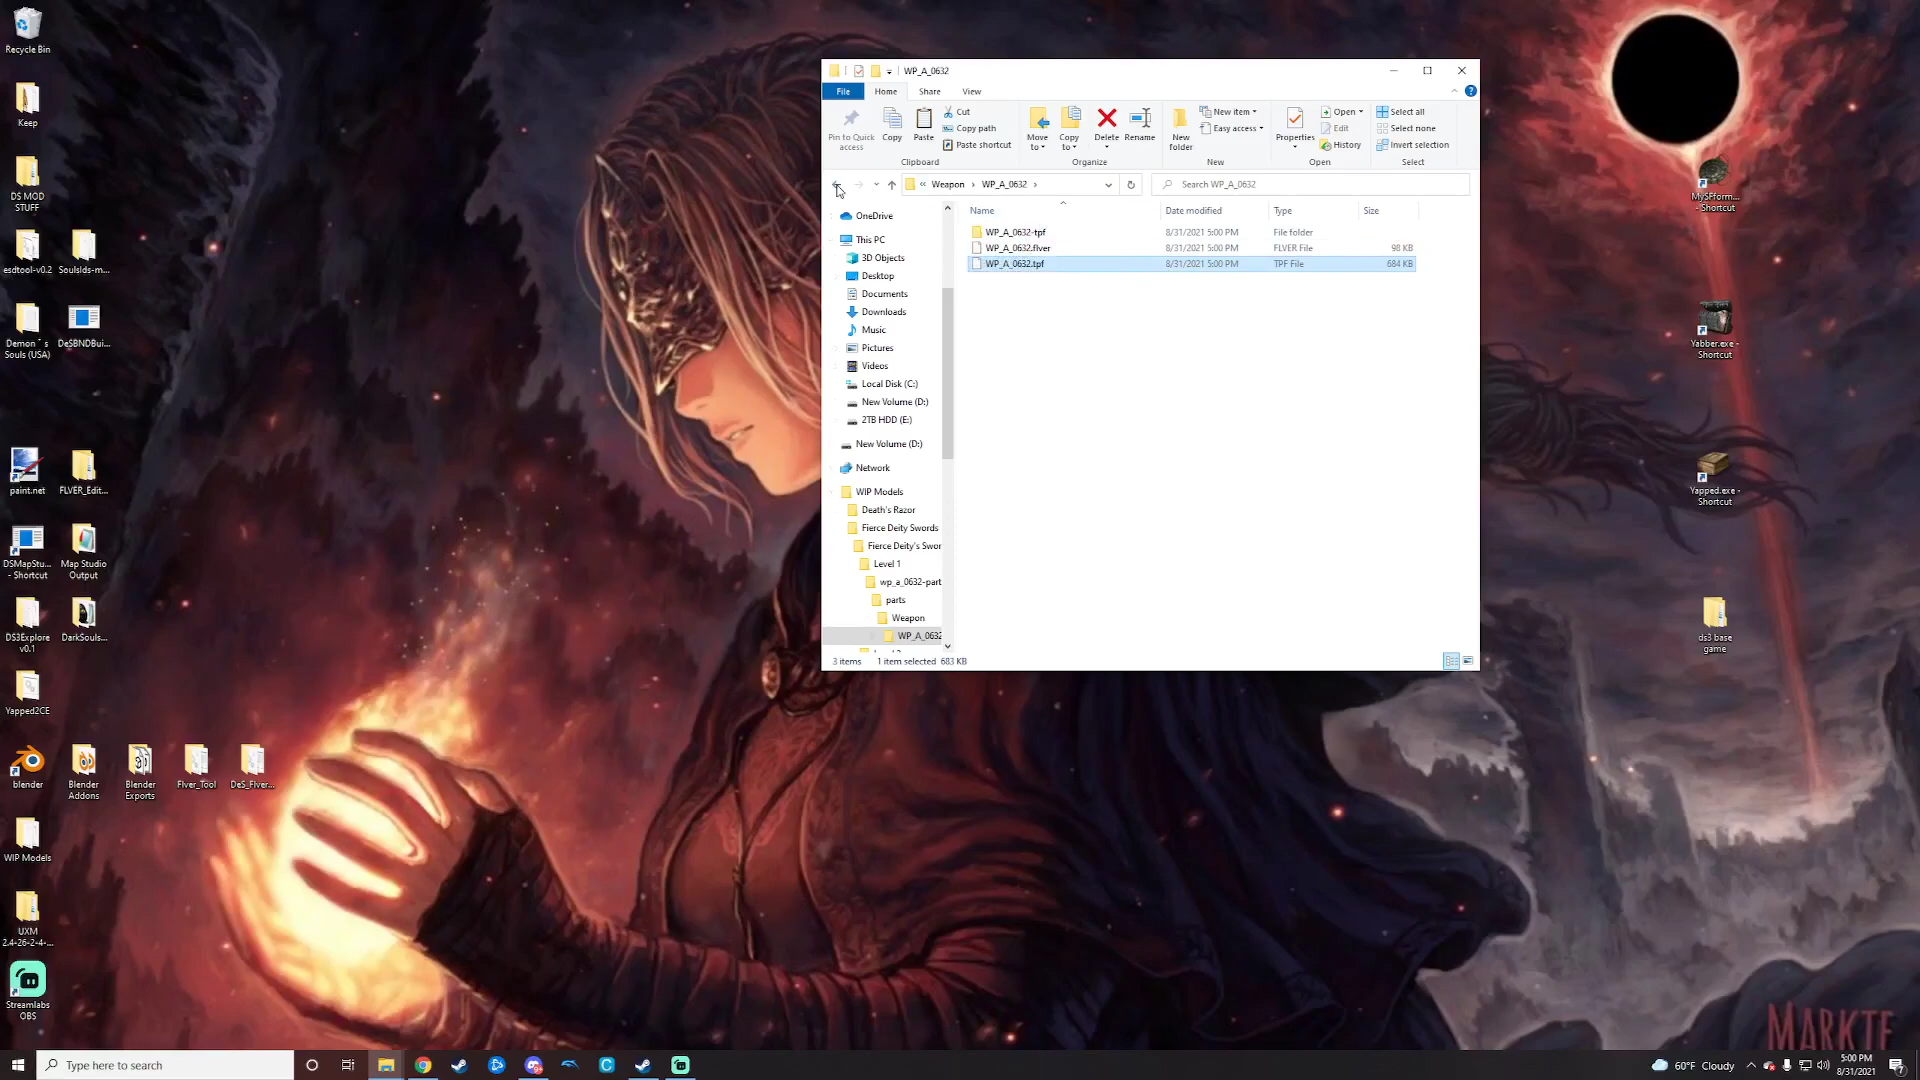 Recycle Bin
Keep
DS MOD
STUFF
esdtool-v0.2
SoulsIds-m...
Demon`s
Souls (USA)
DeSBNDBui...
paint.net
FLVER_Edit...
DSMapStu...
- Shortcut
Map Studio
Output
DS3Explore
v0.1
DarkSouls...
Yapped2CE
blender
Blender
Addons
Blender
Exports
Flver_Tool
DeS_Flver...
WIP Models
UXM
2.4-26-2-4-...
Streamlabs
OBS
WP_A_0632
File
Home
Share
View
Pin to Quick
access
Copy
Paste
Cut
Copy path
Paste shortcut
Clipboard
Move
to
Copy
to
Delete
Rename
Organize
New
folder
New item
Easy access
New
Properties
Open
Edit
History
Open
Select all
Select none
Invert selection
Select
« Weapon › WP_A_0632 ›
Search WP_A_0632
Name
Date modified
Type
Size
WP_A_0632-tpf 8/31/2021 5:00 PM File folder
WP_A_0632.flver 8/31/2021 5:00 PM FLVER File 98 KB
WP_A_0632.tpf 8/31/2021 5:00 PM TPF File 684 KB
OneDrive
This PC
3D Objects
Desktop
Documents
Downloads
Music
Pictures
Videos
Local Disk (C:)
New Volume (D:)
2TB HDD (E:)
New Volume (D:)
Network
WIP Models
Death's Razor
Fierce Deity Swords
Fierce Deity's Swor
Level 1
wp_a_0632-part
parts
Weapon
WP_A_0632
3 items 1 item selected 683 KB
MySFform...
- Shortcut
Yabber.exe -
Shortcut
Yapped.exe -
Shortcut
ds3 base
game
MARKTF
Type here to search
60°F Cloudy
5:00 PM
8/31/2021
7